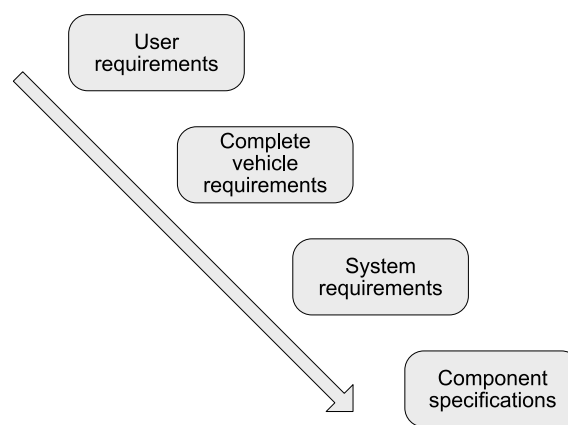 User
requirements
Complete
vehicle
requirements
System
requirements
Component
specifications